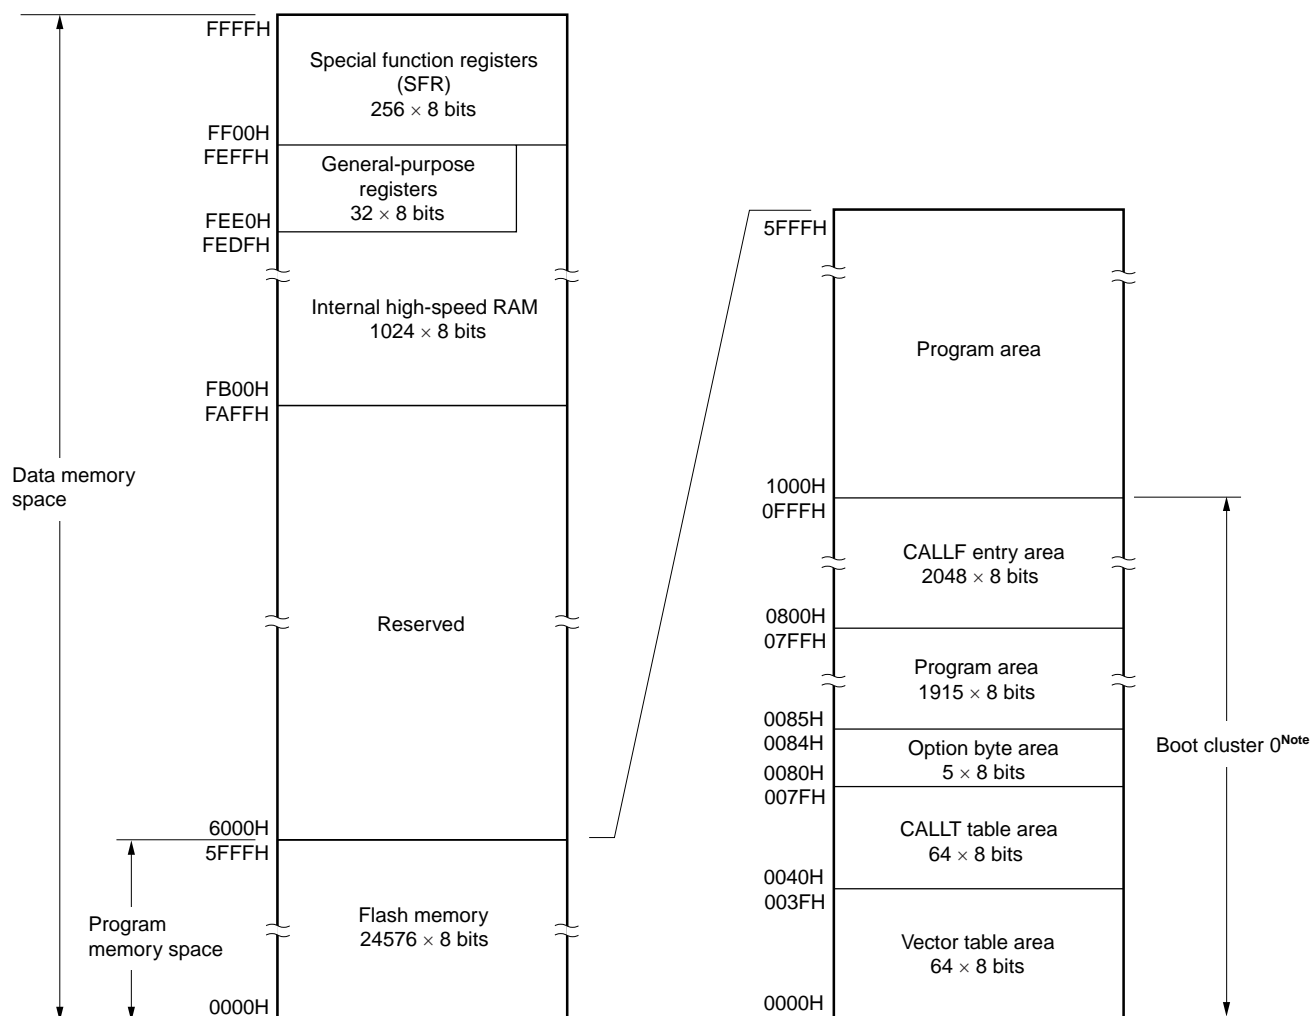 FFFFH
Special function registers
(SFR)
256 × 8 bits
FF00H
FEFFH
General-purpose
registers
32 × 8 bits
FEE0H
FEDFH
Internal high-speed RAM
1024 × 8 bits
FB00H
FAFFH
Data memory
space
Reserved
6000H
5FFFH
Program
memory space
Flash memory
24576 × 8 bits
0000H
5FFFH
Program area
1000H
0FFFH
CALLF entry area
2048 × 8 bits
0800H
07FFH
Program area
1915 × 8 bits
0085H
0084H
Option byte area
5 × 8 bits
0080H
007FH
Boot cluster 0Note
CALLT table area
64 × 8 bits
0040H
003FH
Vector table area
64 × 8 bits
0000H